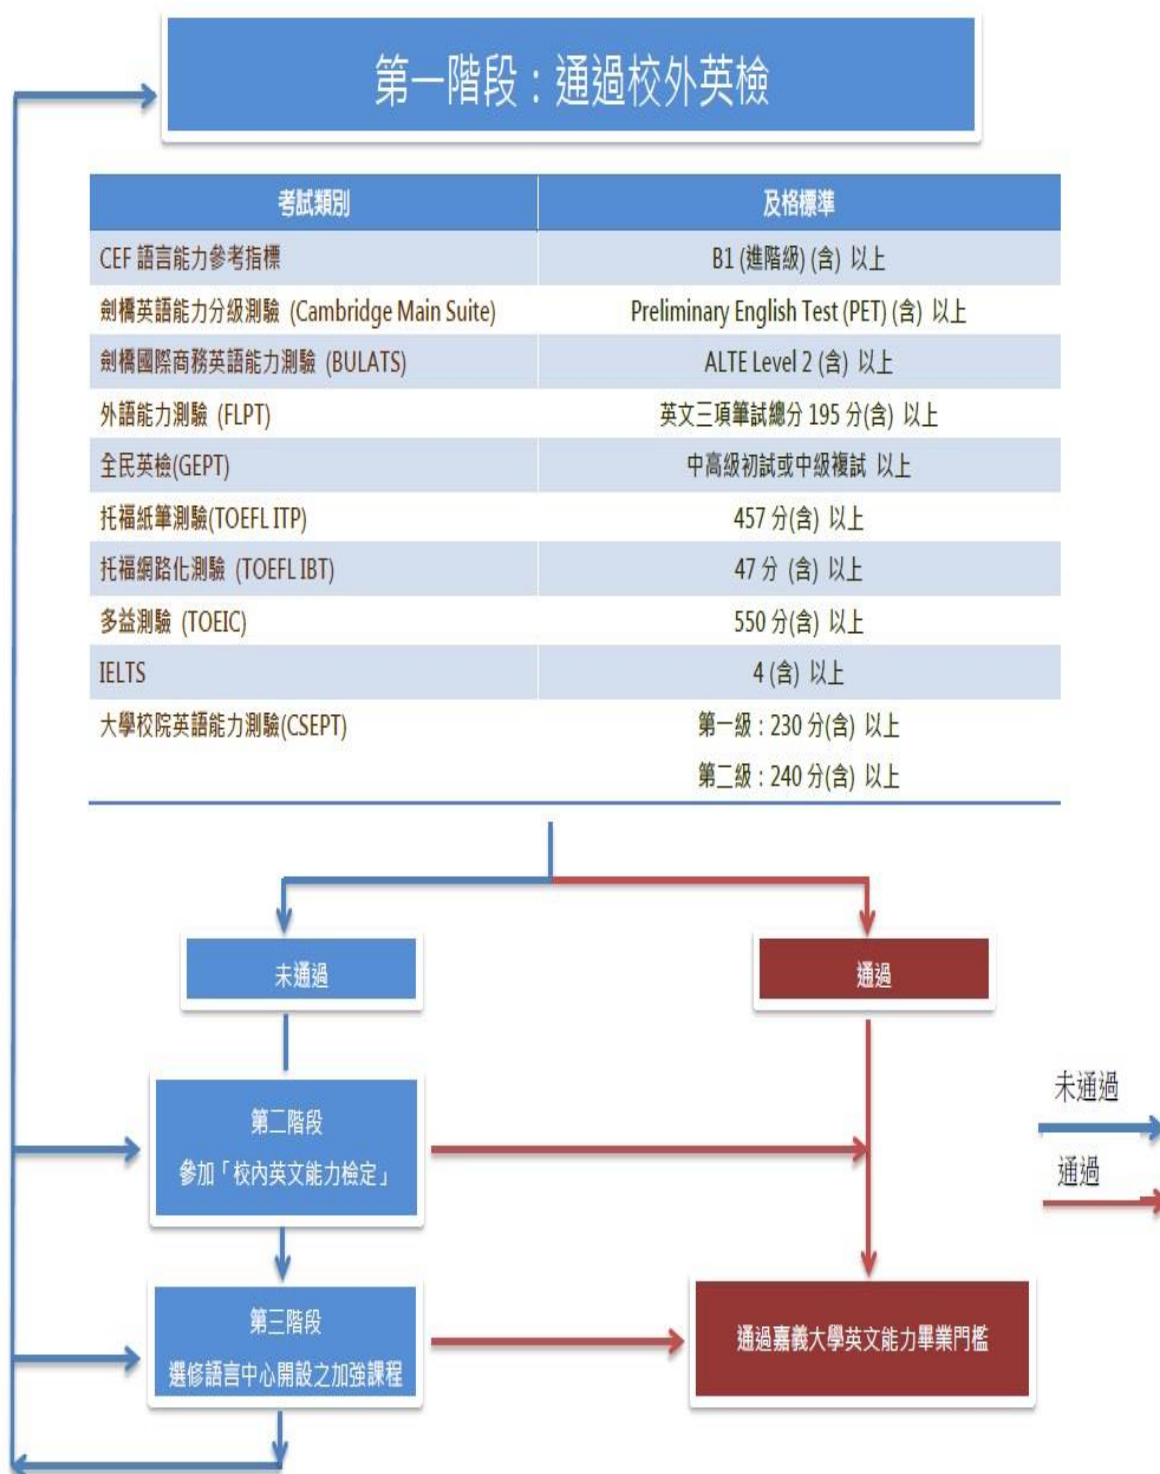 第一階段：通過校外英檢
考試類別 及格標準
CEF 語言能力參考指標 B1 (進階級) (含) 以上
劍橋英語能力分級測驗 (Cambridge Main Suite) Preliminary English Test (PET) (含) 以上
劍橋國際商務英語能力測驗 (BULATS) ALTE Level 2 (含) 以上
外語能力測驗 (FLPT) 英文三項筆試總分 195 分(含) 以上
全民英檢(GEPT) 中高級初試或中級複試 以上
托福紙筆測驗(TOEFL ITP) 457 分(含) 以上
托福網路化測驗 (TOEFL IBT) 47 分 (含) 以上
多益測驗 (TOEIC) 550 分(含) 以上
IELTS 4 (含) 以上
大學校院英語能力測驗(CSEPT) 第一級：230 分(含) 以上
第二級：240 分(含) 以上
未通過
通過
第二階段
參加「校內英文能力檢定」
未通過
通過
第三階段
選修語言中心開設之加強課程
通過嘉義大學英文能力畢業門檻